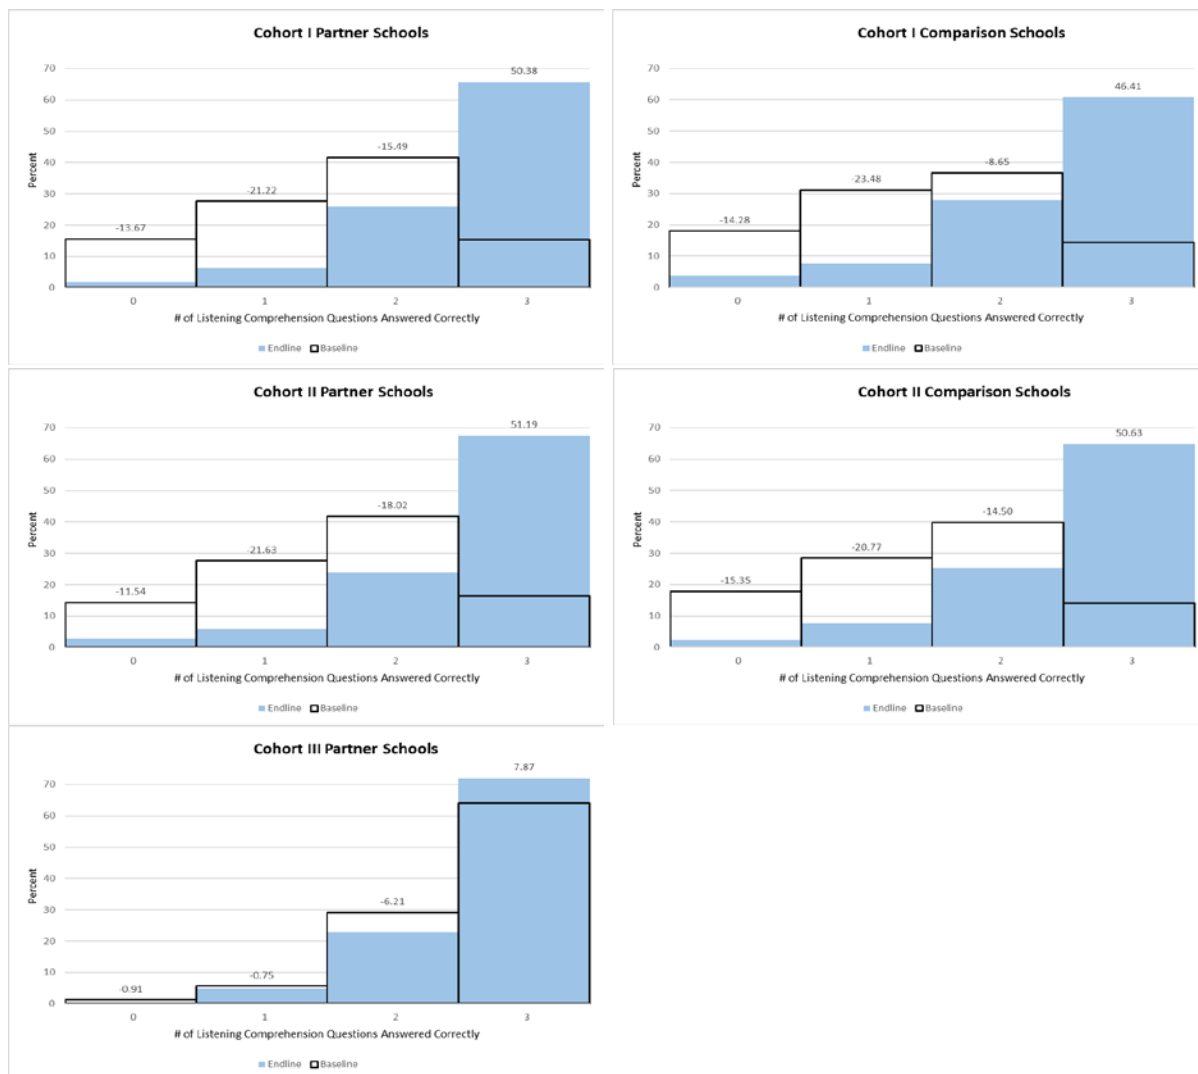 Cohort I Partner Schools
70
60
50
40
30
20
10
0
Percent
-13.67
-21.22
-15.49
50.38
0 1 2 3
# of Listening Comprehension Questions Answered Correctly
Endline Baseline
Cohort I Comparison Schools
70
60
50
40
30
20
10
0
Percent
-14.28
-23.48
-8.65
46.41
0 1 2 3
# of Listening Comprehension Questions Answered Correctly
Endline Baseline
Cohort II Partner Schools
70
60
50
40
30
20
10
0
Percent
-11.54
-21.63
-18.02
51.19
0 1 2 3
# of Listening Comprehension Questions Answered Correctly
Endline Baseline
Cohort II Comparison Schools
70
60
50
40
30
20
10
0
Percent
-15.35
-20.77
-14.50
50.63
0 1 2 3
# of Listening Comprehension Questions Answered Correctly
Endline Baseline
Cohort III Partner Schools
70
60
50
40
30
20
10
0
Percent
-0.91
-0.75
-6.21
7.87
0 1 2 3
# of Listening Comprehension Questions Answered Correctly
Endline Baseline